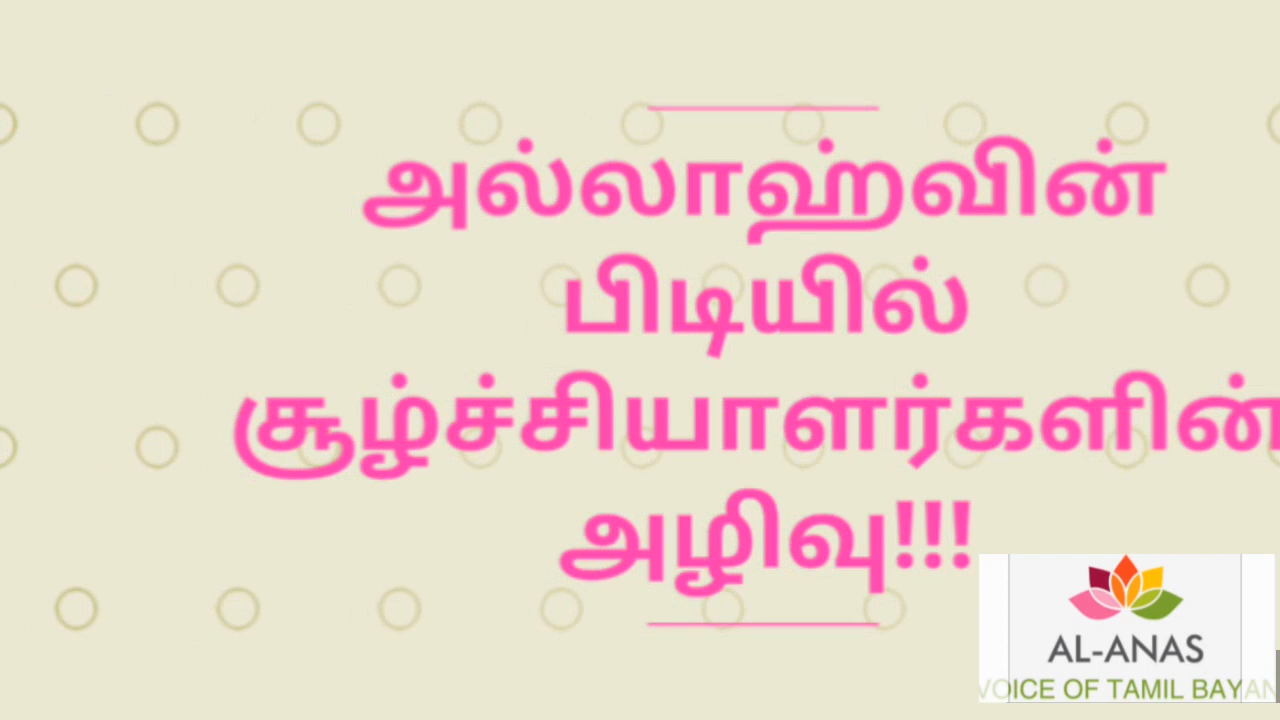 அல்லாஹ்வின்
பிடியில்
சூழ்ச்சியாளர்களின்
அழிவு!!!
AL-ANAS
VOICE OF TAMIL BAYAN